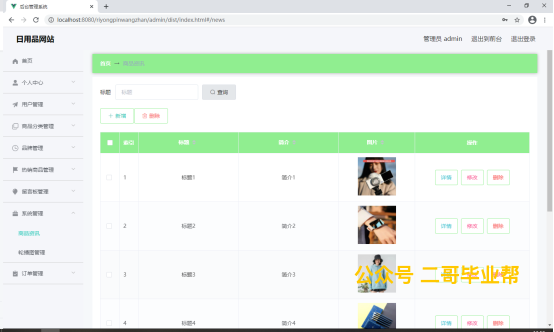 后台管理系统
localhost:8080/riyongpinwangzhan/admin/dist/index.html#/news
日用品网站
管理员 admin
退出到前台
退出登录
首页
个人中心
用户管理
商品分类管理
品牌管理
热销商品管理
留言板管理
系统管理
商品资讯
轮播图管理
订单管理
首页
商品资讯
标题
标题
查询
+ 新增
删除
索引 标题 简介 图片 操作
1 标题1 简介1 详情 修改 删除
2 标题2 简介2 详情 修改 删除
3 标题3 简介3
4 标题4 简介4 详情 修改 删除
公众号 二哥毕业帮